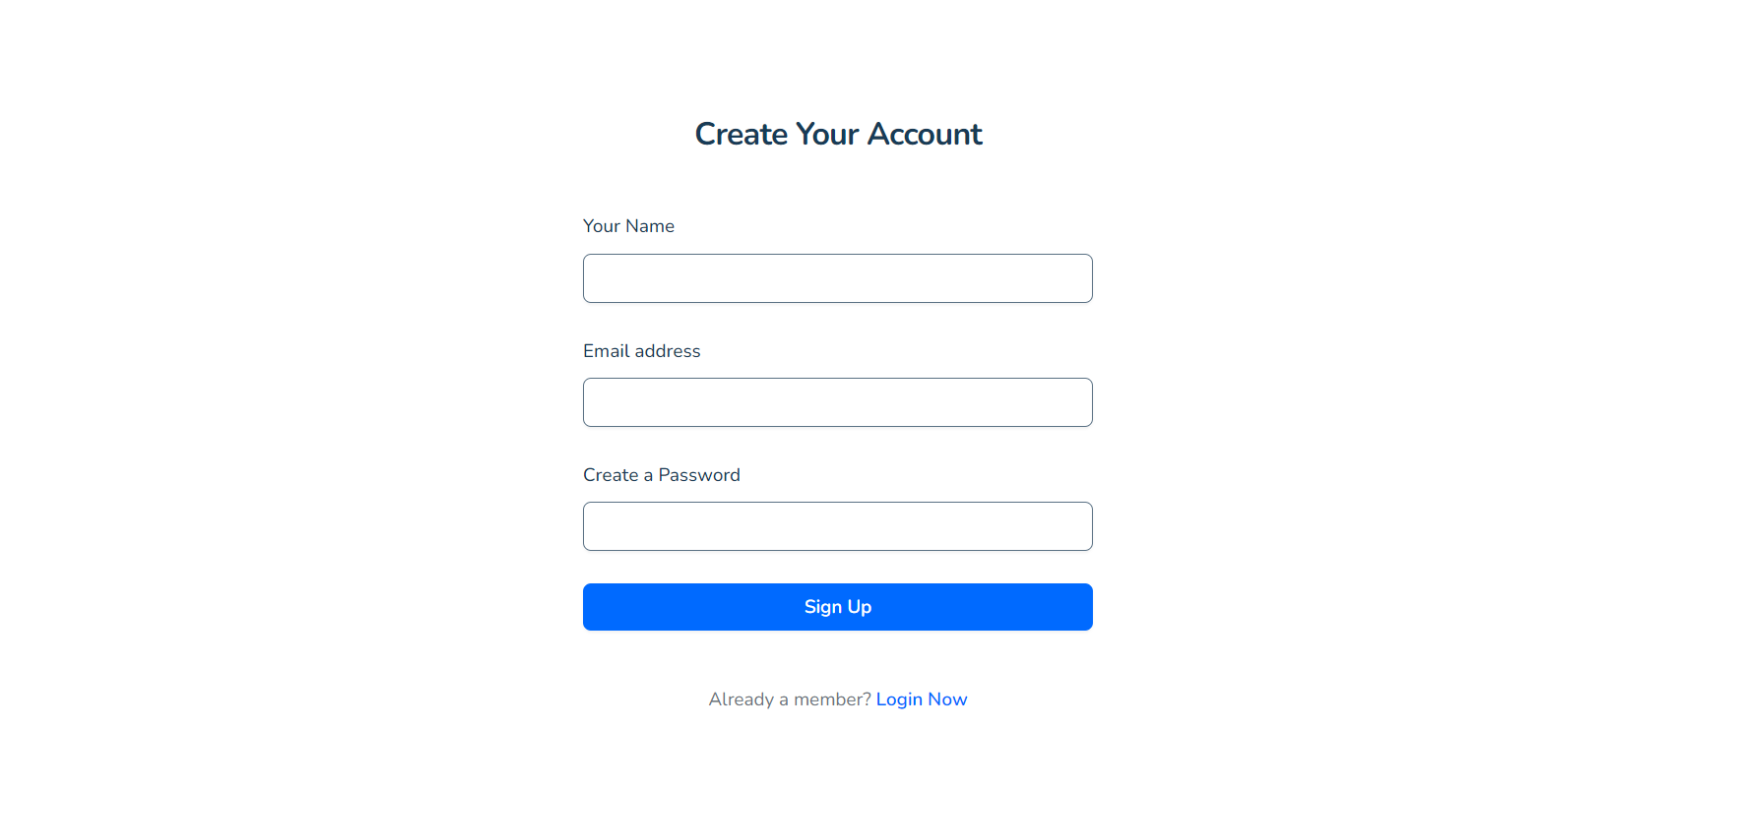 Create Your Account
Your Name
Email address
Create a Password
Sign Up
Already a member? Login Now